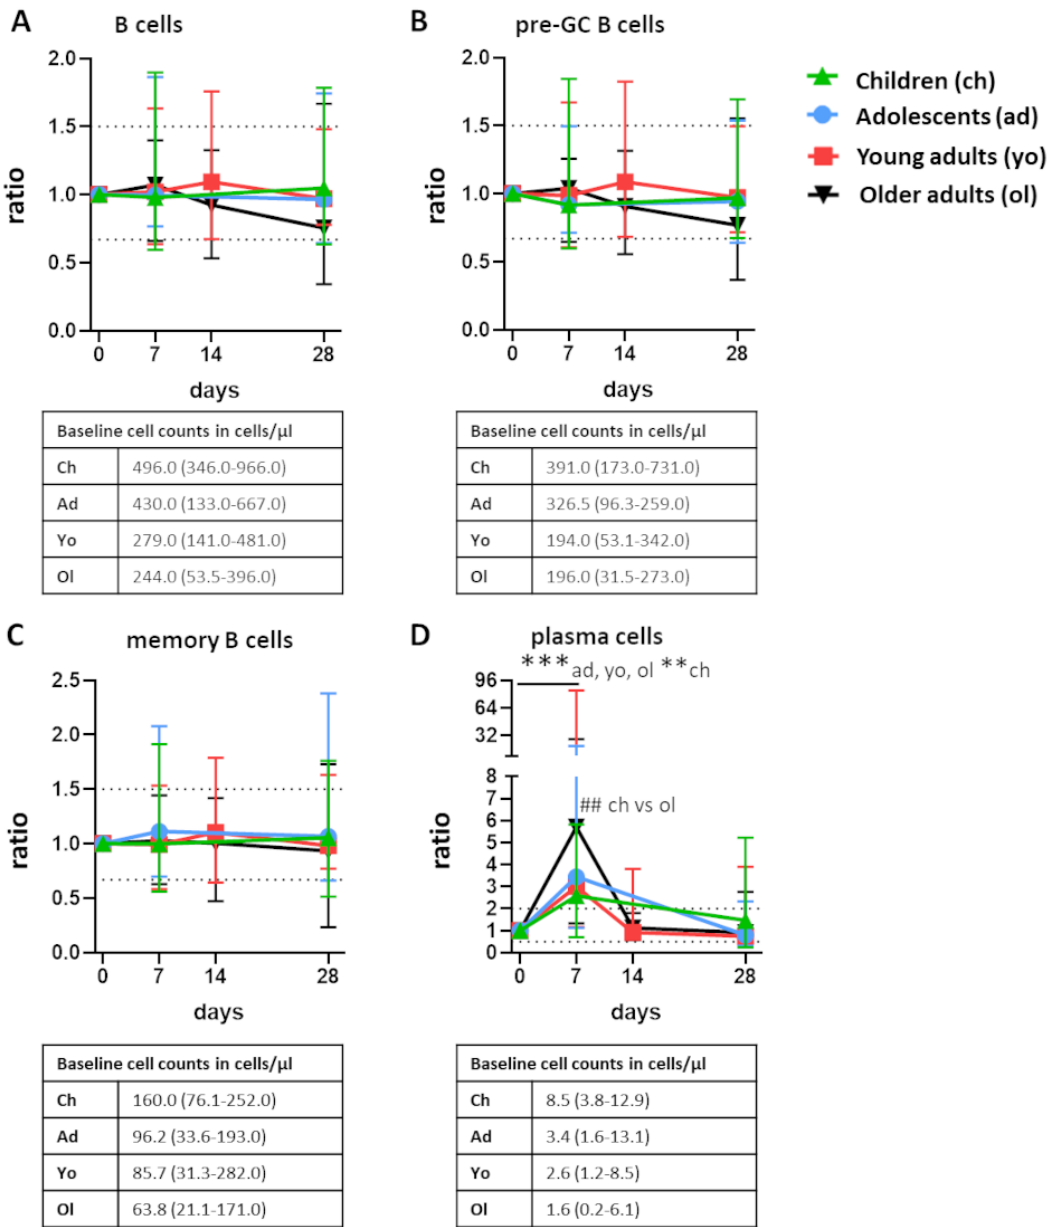 A
B cells
2.0
1.5
1.0
0.5
0.0
ratio
0 7 14 28
days
Baseline cell counts in cells/μl
Ch 496.0 (346.0-966.0)
Ad 430.0 (133.0-667.0)
Yo 279.0 (141.0-481.0)
Ol 244.0 (53.5-396.0)
B
pre-GC B cells
2.0
1.5
1.0
0.5
0.0
ratio
0 7 14 28
days
Baseline cell counts in cells/μl
Ch 391.0 (173.0-731.0)
Ad 326.5 (96.3-259.0)
Yo 194.0 (53.1-342.0)
Ol 196.0 (31.5-273.0)
Children (ch)
Adolescents (ad)
Young adults (yo)
Older adults (ol)
C
memory B cells
2.5
2.0
1.5
1.0
0.5
0.0
ratio
0 7 14 28
days
Baseline cell counts in cells/μl
Ch 160.0 (76.1-252.0)
Ad 96.2 (33.6-193.0)
Yo 85.7 (31.3-282.0)
Ol 63.8 (21.1-171.0)
D
plasma cells
***ad, yo, ol **ch
96
64
32
8
7
6
5
4
3
2
1
0
## ch vs ol
ratio
0 7 14 28
days
Baseline cell counts in cells/μl
Ch 8.5 (3.8-12.9)
Ad 3.4 (1.6-13.1)
Yo 2.6 (1.2-8.5)
Ol 1.6 (0.2-6.1)